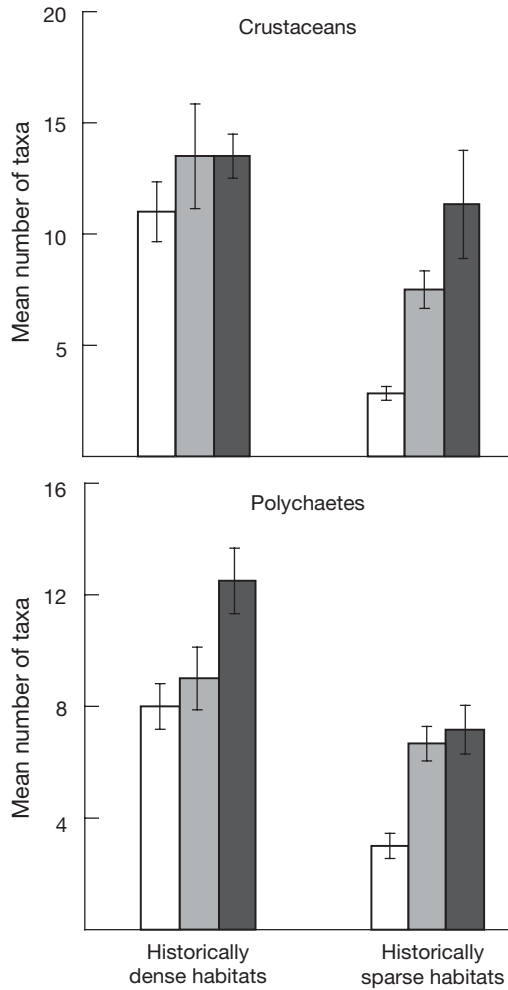 20
Crustaceans
15
10
5
Mean number of taxa
16
Polychaetes
12
8
4
Mean number of taxa
Historically
dense habitats
Historically
sparse habitats